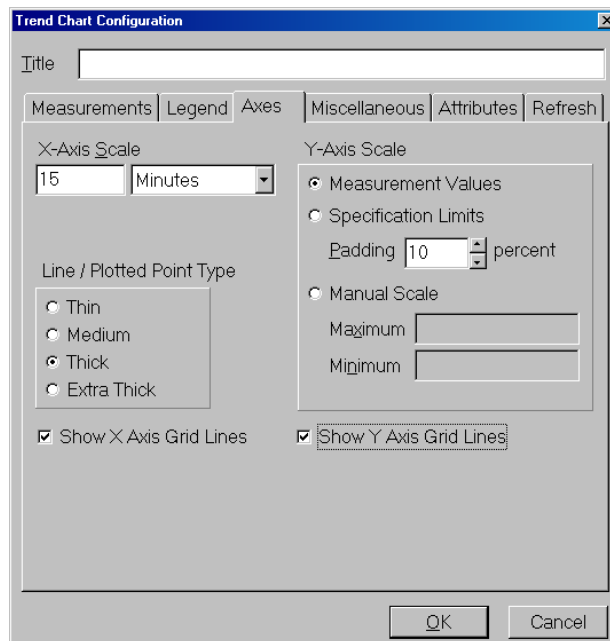 Trend Chart Configuration
Title
Measurements Legend Axes Miscellaneous Attributes Refresh
X-Axis Scale
15 Minutes
Y-Axis Scale
Measurement Values
Specification Limits
Padding 10 percent
Manual Scale
Maximum
Minimum
Line / Plotted Point Type
Thin
Medium
Thick
Extra Thick
Show X Axis Grid Lines
Show Y Axis Grid Lines
OK Cancel